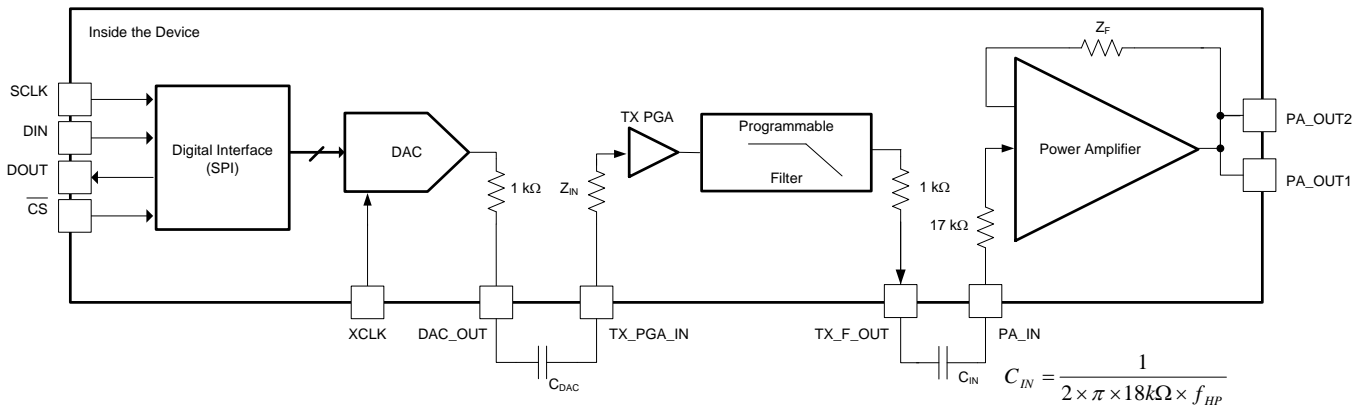 Inside the Device
SCLK
DIN
DOUT
CS
Digital Interface
(SPI)
DAC
1 kΩ
Z_IN
TX PGA
Programmable
Filter
1 kΩ
17 kΩ
Z_F
Power Amplifier
PA_OUT2
PA_OUT1
XCLK
DAC_OUT
TX_PGA_IN
TX_F_OUT
PA_IN
C_DAC
C_IN
C_IN = 1 / (2 × π × 18kΩ × f_HP)